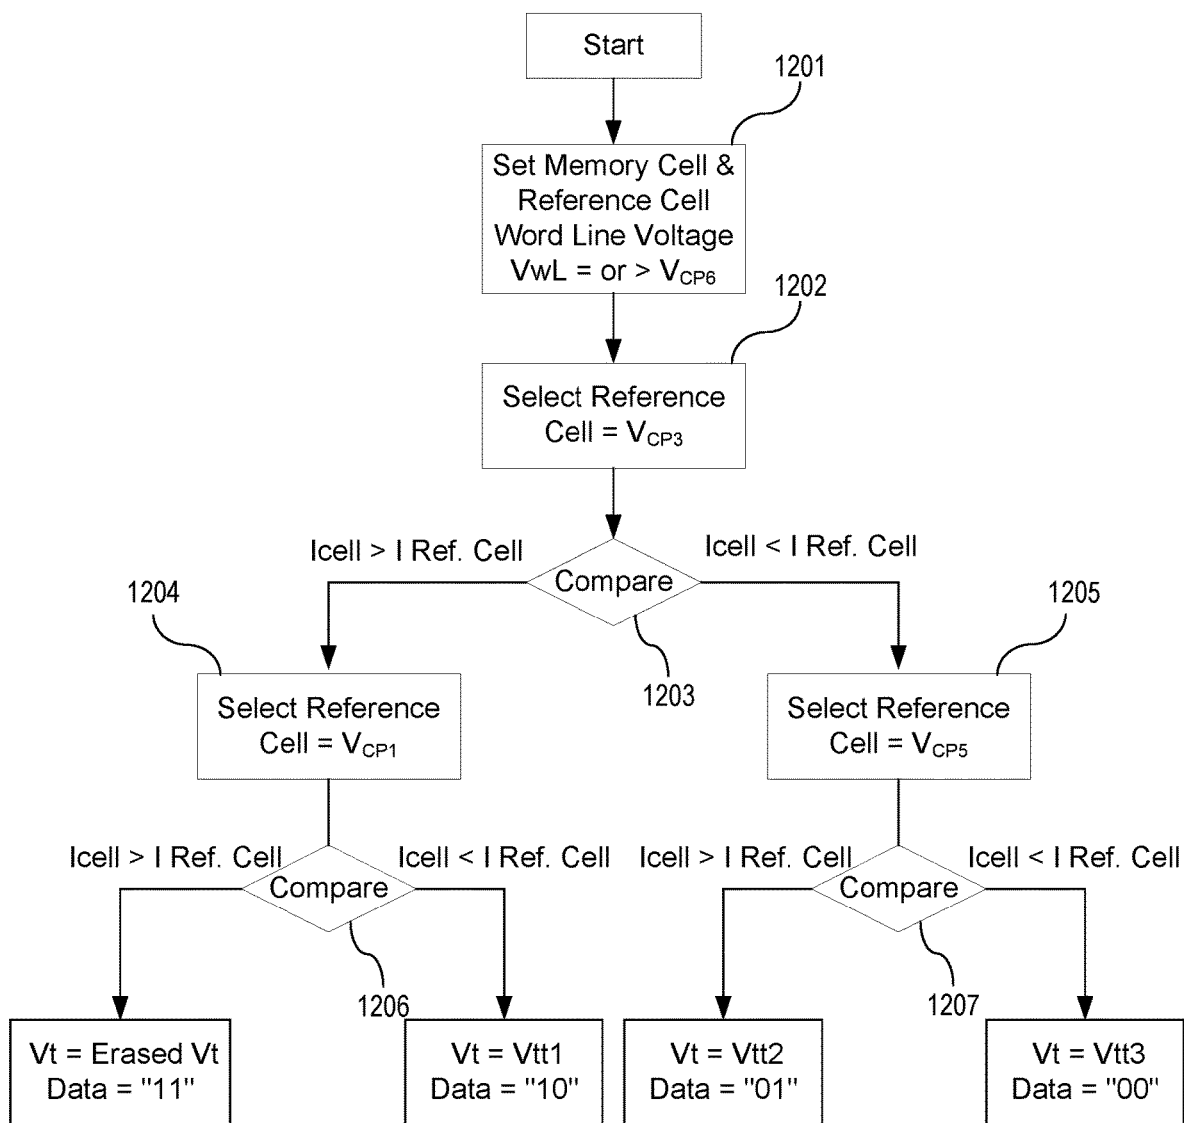 Start
1201
Set Memory Cell &
Reference Cell
Word Line Voltage
VwL = or > VCP6
1202
Select Reference
Cell = VCP3
Icell > I Ref. Cell
Icell < I Ref. Cell
Compare
1203
1204
1205
Select Reference
Cell = VCP1
Select Reference
Cell = VCP5
Icell > I Ref. Cell
Icell < I Ref. Cell
Compare
1206
Icell > I Ref. Cell
Icell < I Ref. Cell
Compare
1207
Vt = Erased Vt
Data = "11"
Vt = Vtt1
Data = "10"
Vt = Vtt2
Data = "01"
Vt = Vtt3
Data = "00"